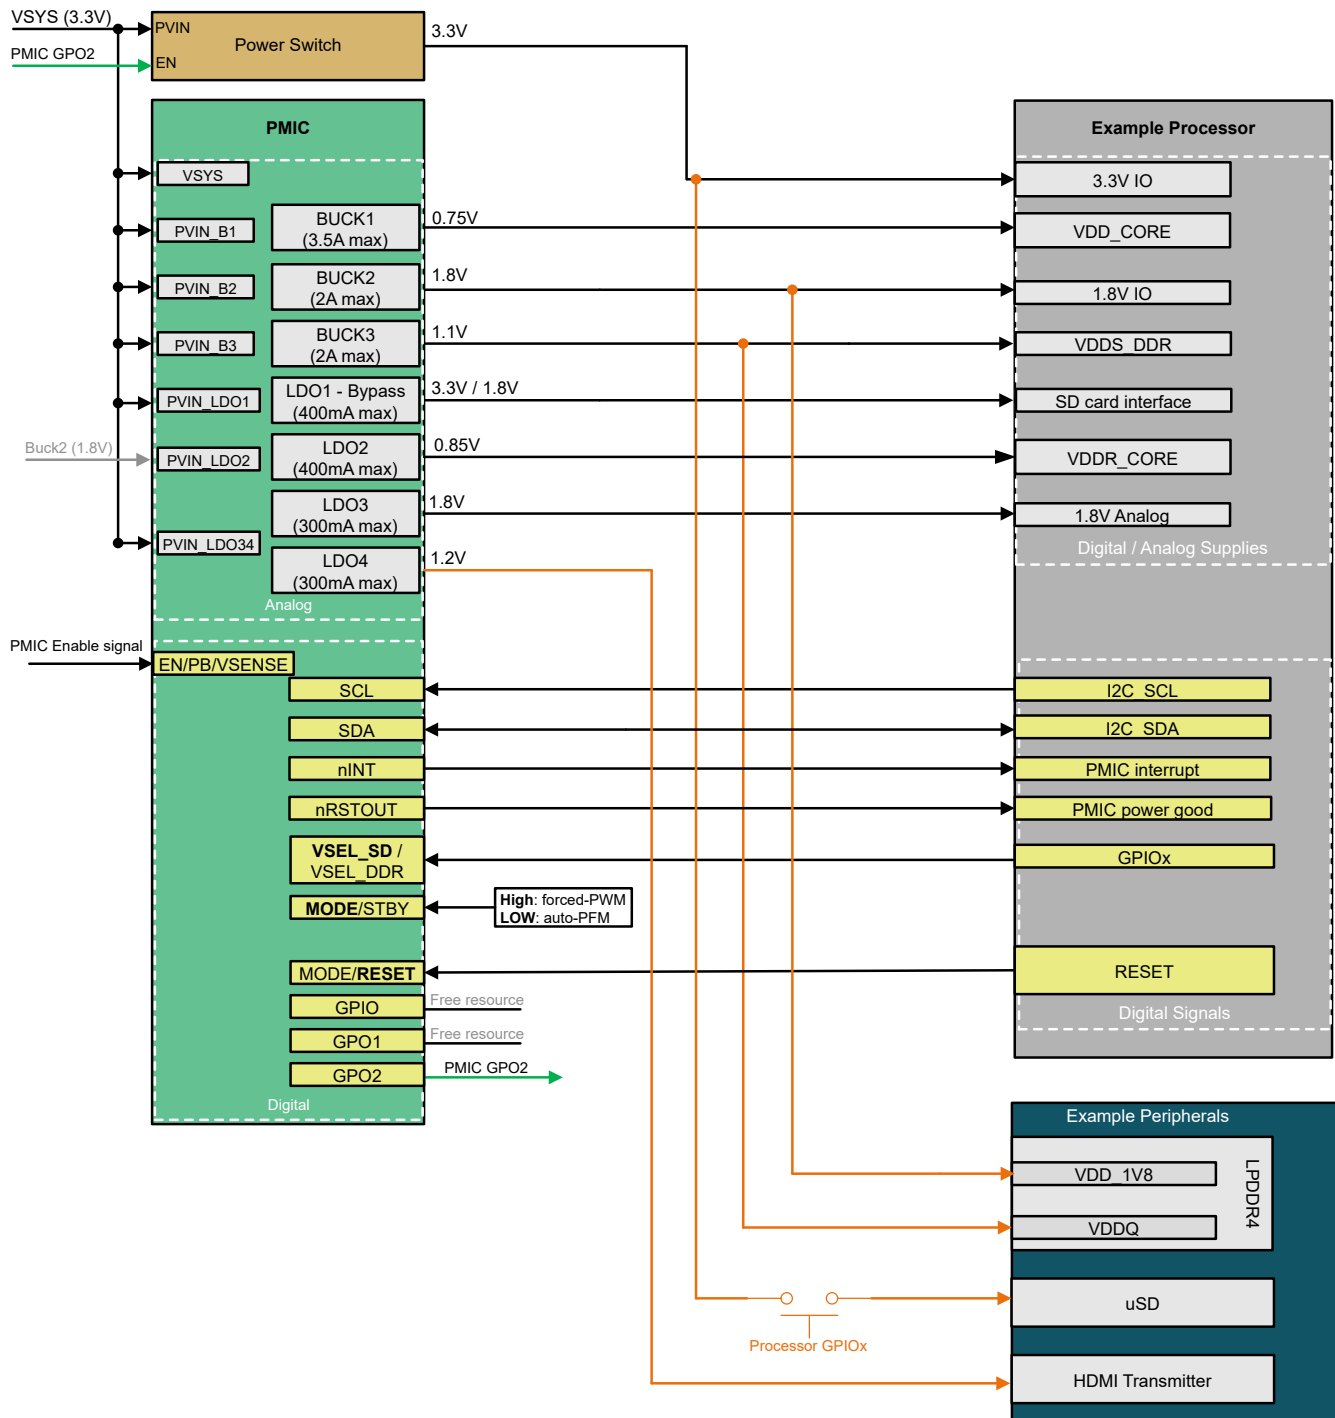 VSYS (3.3V)
PVIN
Power Switch
3.3V
PMIC GPO2
EN
PMIC
VSYS
PVIN_B1
BUCK1
(3.5A max)
0.75V
PVIN_B2
BUCK2
(2A max)
1.8V
PVIN_B3
BUCK3
(2A max)
1.1V
PVIN_LDO1
LDO1 - Bypass
(400mA max)
3.3V / 1.8V
Buck2 (1.8V)
PVIN_LDO2
LDO2
(400mA max)
0.85V
LDO3
(300mA max)
1.8V
PVIN_LDO34
LDO4
(300mA max)
1.2V
Analog
PMIC Enable signal
EN/PB/VSENSE
SCL
SDA
nINT
nRSTOUT
VSEL_SD /
VSEL_DDR
MODE/STBY
High: forced-PWM
LOW: auto-PFM
MODE/RESET
GPIO
Free resource
GPO1
Free resource
GPO2
PMIC GPO2
Digital
Example Processor
3.3V IO
VDD_CORE
1.8V IO
VDDS_DDR
SD card interface
VDDR_CORE
1.8V Analog
Digital / Analog Supplies
I2C_SCL
I2C_SDA
PMIC interrupt
PMIC power good
GPIOx
RESET
Digital Signals
Example Peripherals
VDD_1V8
LPDDR4
VDDQ
uSD
Processor GPIOx
HDMI Transmitter